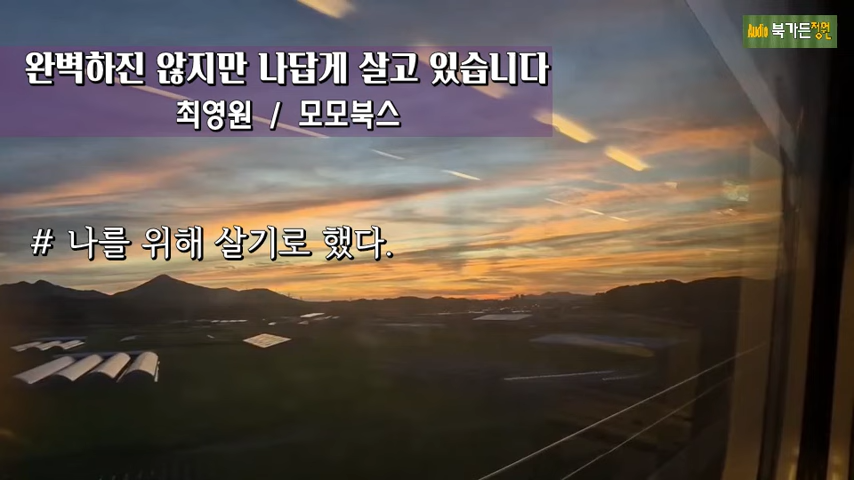 Audio 북가든정원
완벽하진 않지만 나답게 살고 있습니다
최영원 / 모모북스
# 나를 위해 살기로 했다.